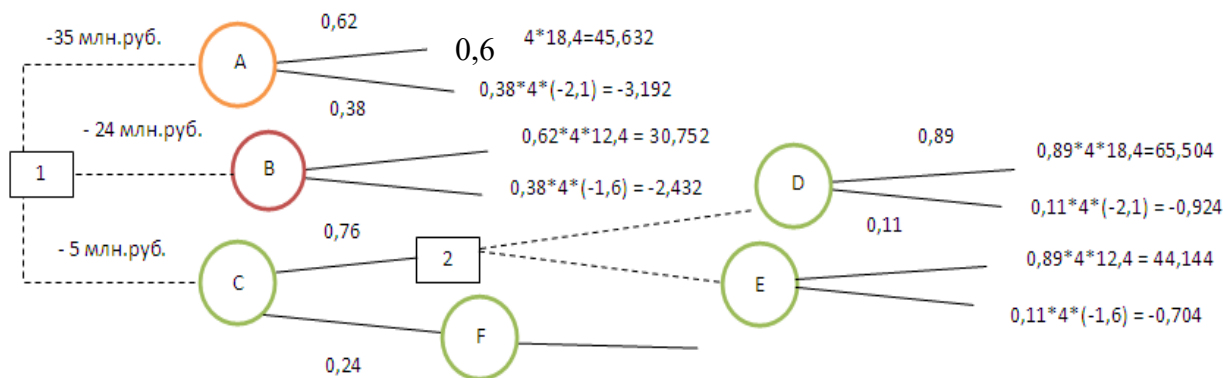 -35 млн.руб.
A
0,62
0,6
4*18,4=45,632
0,38*4*(-2,1) = -3,192
0,38
- 24 млн.руб.
1
B
0,62*4*12,4 = 30,752
0,38*4*(-1,6) = -2,432
- 5 млн.руб.
C
0,76
2
0,24
F
D
0,89
0,89*4*18,4=65,504
0,11*4*(-2,1) = -0,924
0,11
E
0,89*4*12,4 = 44,144
0,11*4*(-1,6) = -0,704